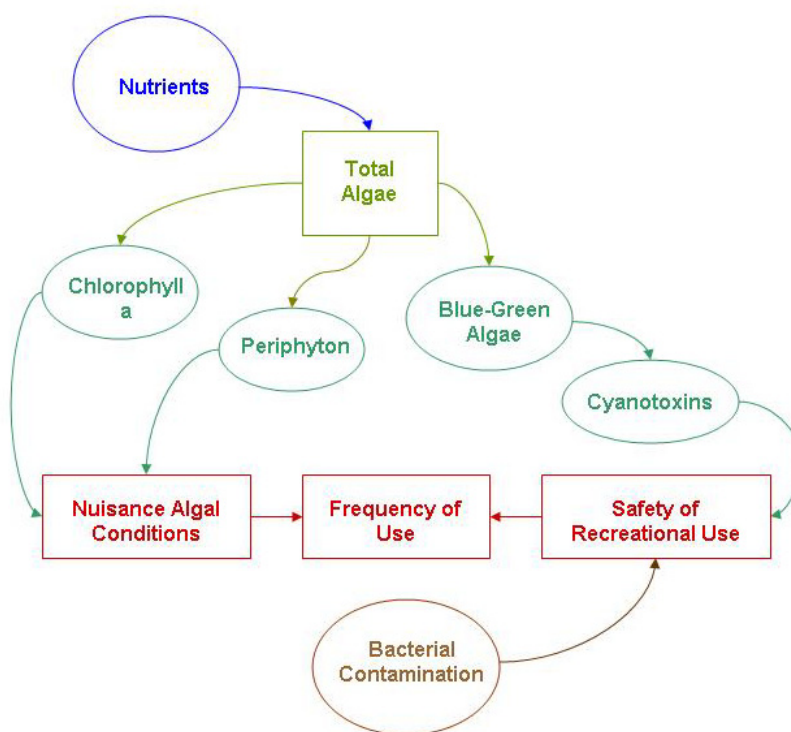 Nutrients
Total
Algae
Chlorophyll
a
Periphyton
Blue-Green
Algae
Cyanotoxins
Nuisance Algal
Conditions
Frequency of
Use
Safety of
Recreational Use
Bacterial
Contamination